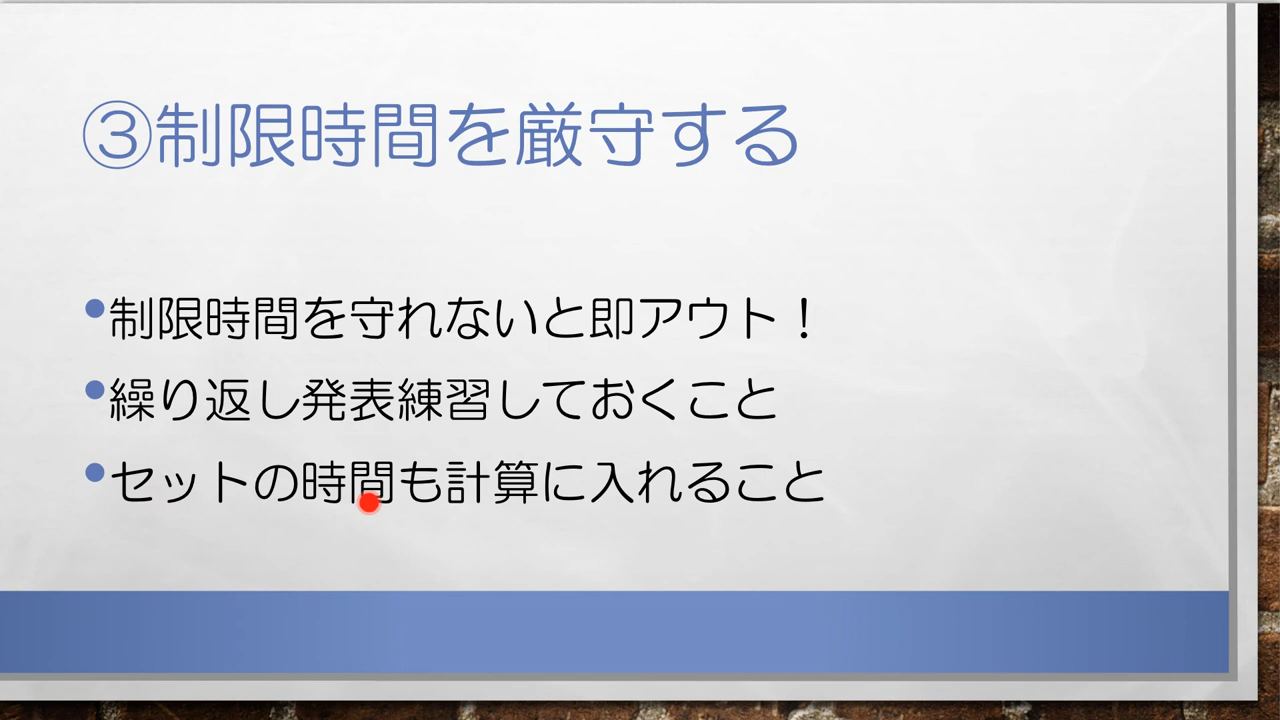 ③制限時間を厳守する
•制限時間を守れないと即アウト！
•繰り返し発表練習しておくこと
•セットの時間も計算に入れること